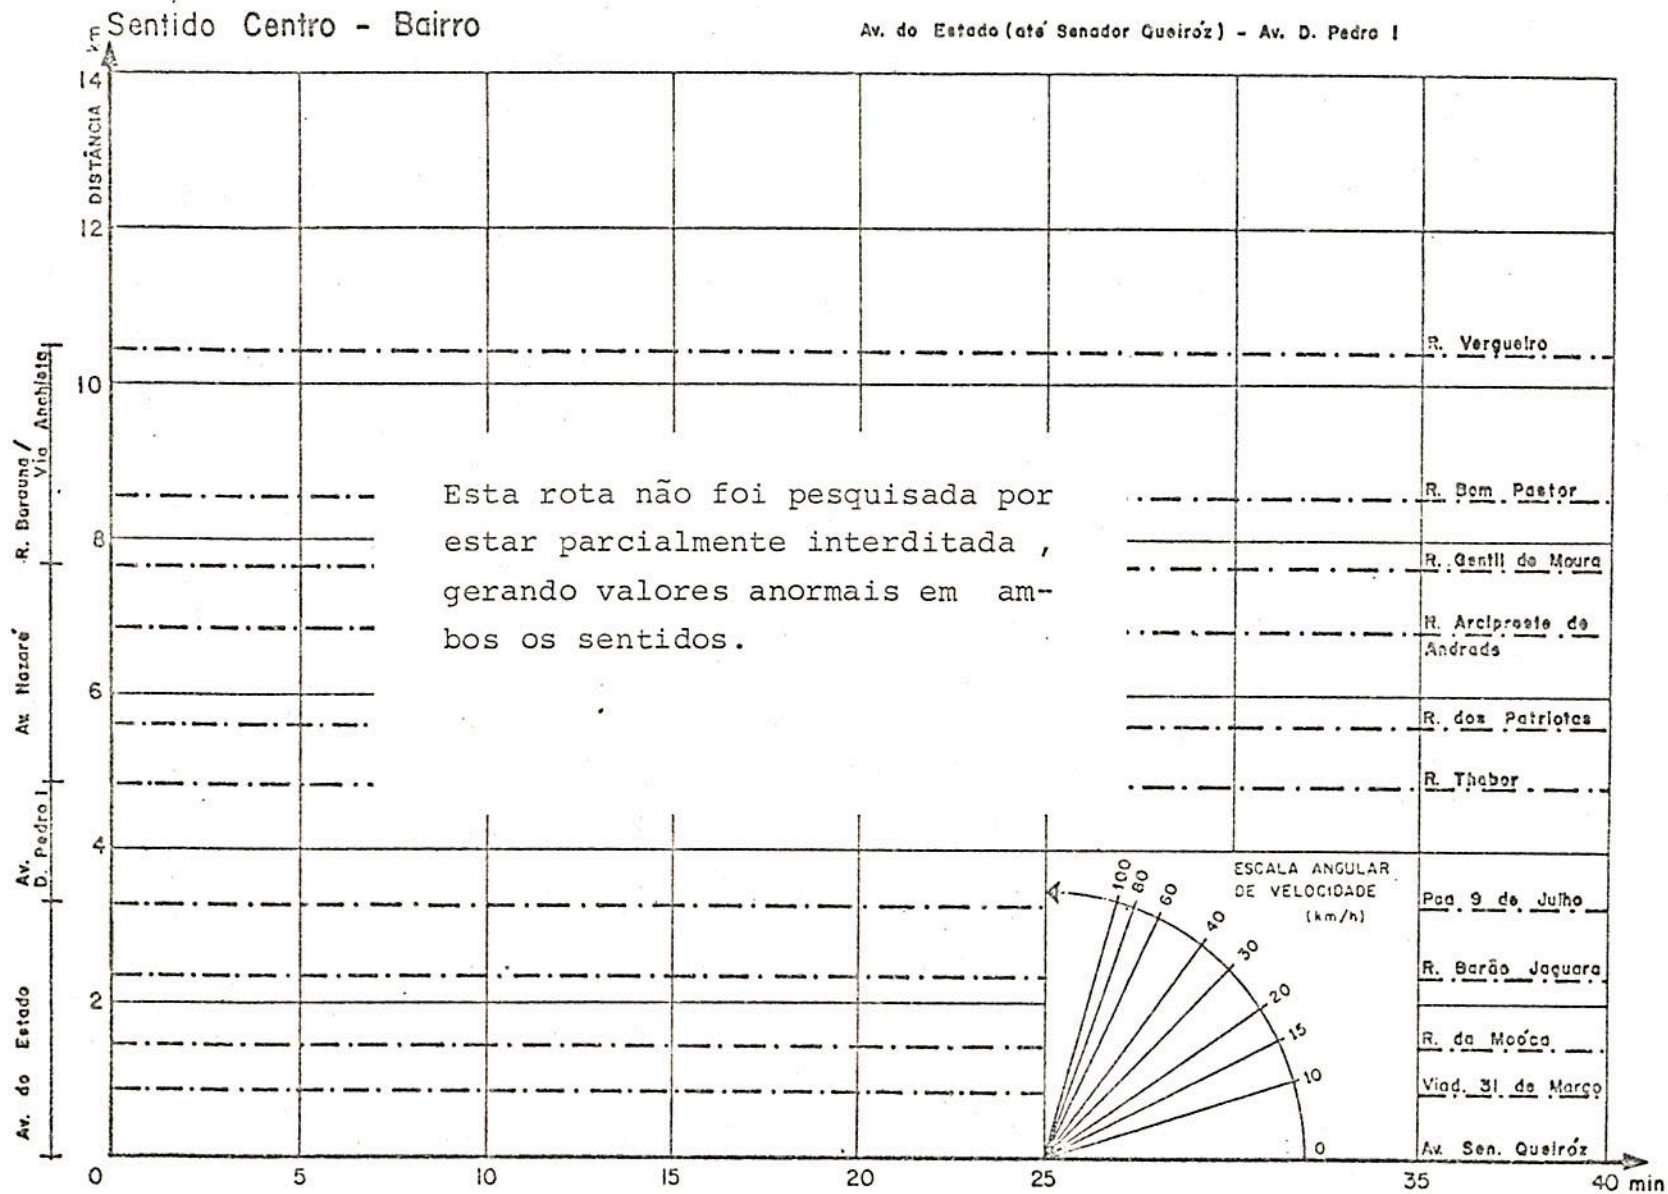 Sentido Centro - Bairro
Av. do Estado (até Senador Queiróz) - Av. D. Pedro I
km
DISTÂNCIA
14
12
10
8
6
4
2
0
5
10
15
20
25
35
40 min
R. Barauna/
Via Anchieta
Av. Nazaré
Av.
D. Pedro I
Av. do Estado
R. Vergueiro
R. Bom Pastor
R. Gentil de Moura
R. Arcipreste de
Andrade
R. dos Patriotas
R. Thabor
Pça 9 de Julho
R. Barão Jaguara
R. da Moóca
Viad. 31 de Março
Av. Sen. Queiróz
Esta rota não foi pesquisada por
estar parcialmente interditada ,
gerando valores anormais em am-
bos os sentidos.
ESCALA ANGULAR
DE VELOCIDADE
(km/h)
100
80
60
40
30
20
15
10
0